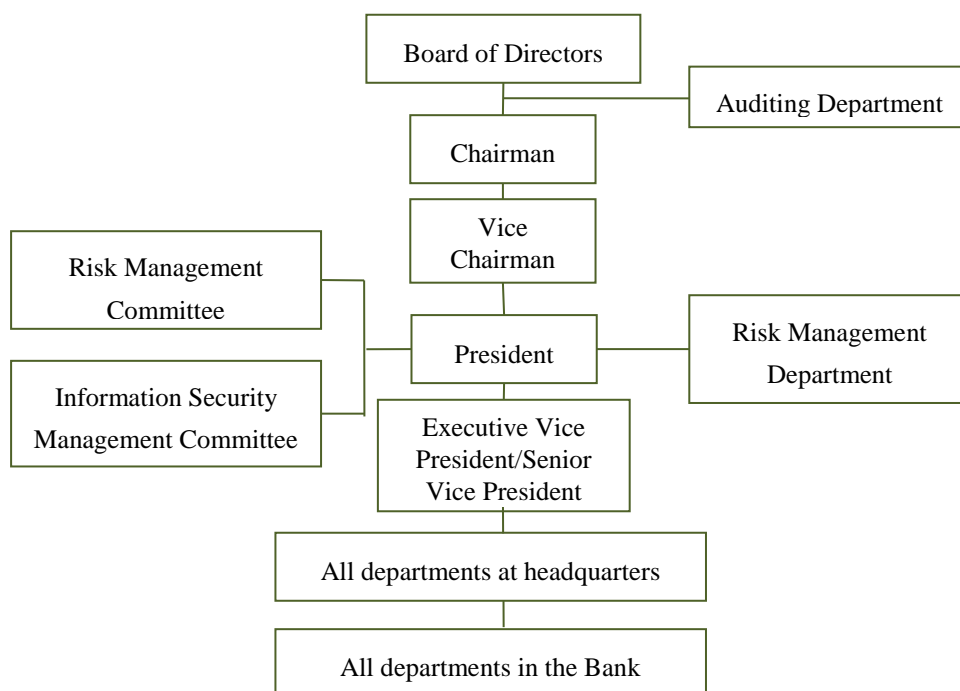 Board of Directors
Auditing Department
Chairman
Vice
Chairman
Risk Management
Committee
President
Risk Management
Department
Information Security
Management Committee
Executive Vice
President/Senior
Vice President
All departments at headquarters
All departments in the Bank